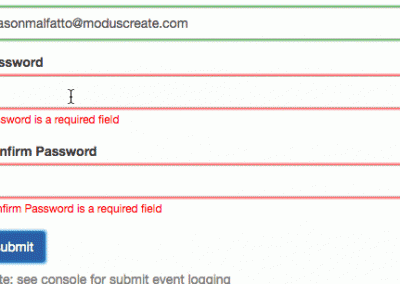 asonmalfatto@moduscreate.com
ssword
ssword is a required field
nfirm Password
nfirm Password is a required field
ubmit
te: see console for submit event logging